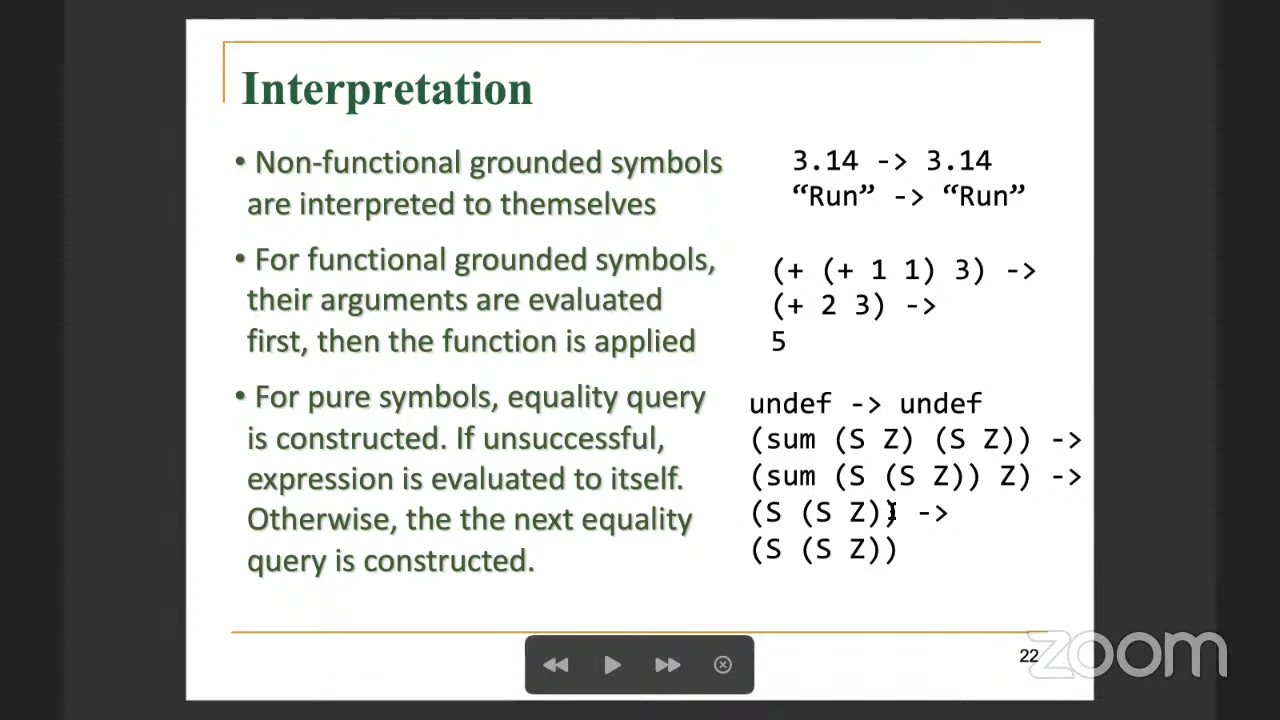 Interpretation
• Non-functional grounded symbols
are interpreted to themselves
3.14 -> 3.14
“Run” -> “Run”
• For functional grounded symbols,
their arguments are evaluated
first, then the function is applied
(+ (+ 1 1) 3) ->
(+ 2 3) ->
5
• For pure symbols, equality query
is constructed. If unsuccessful,
expression is evaluated to itself.
Otherwise, the the next equality
query is constructed.
undef -> undef
(sum (S Z) (S Z)) ->
(sum (S (S Z)) Z) ->
(S (S Z)) ->
(S (S Z))
22
zoom